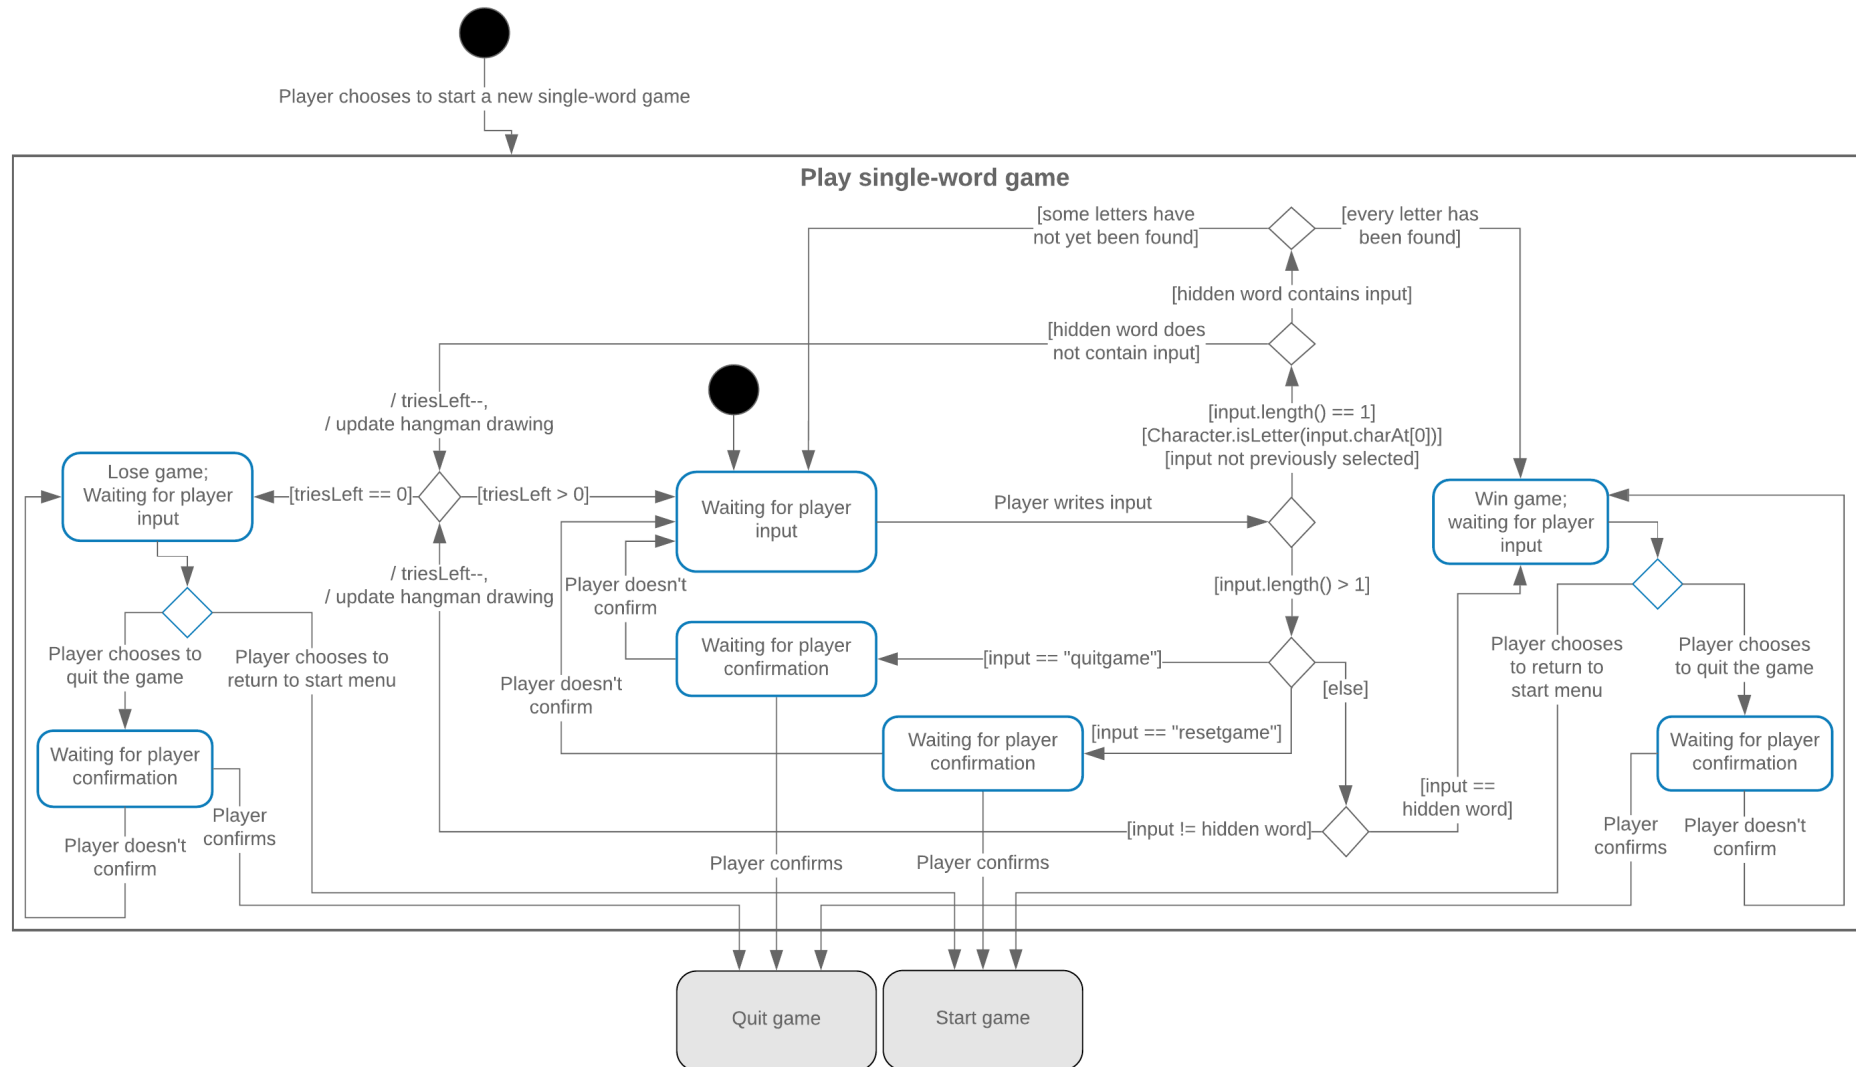 Player chooses to start a new single-word game
Play single-word game
[some letters have
not yet been found]
[every letter has
been found]
[hidden word contains input]
[hidden word does
not contain input]
/ triesLeft--,
/ update hangman drawing
[input.length() == 1]
[Character.isLetter(input.charAt[0])]
[input not previously selected]
Lose game;
Waiting for player
input
[triesLeft == 0]
[triesLeft > 0]
Waiting for player
input
Player writes input
Win game;
waiting for player
input
/ triesLeft--,
/ update hangman drawing
Player doesn't
confirm
[input.length() > 1]
Player chooses to
quit the game
Player chooses to
return to start menu
Player doesn't
confirm
Waiting for player
confirmation
[input == "quitgame"]
[else]
Player chooses
to return to
start menu
Player chooses
to quit the game
Waiting for player
confirmation
Waiting for player
confirmation
[input == "resetgame"]
Waiting for player
confirmation
Player
confirms
Player doesn't
confirm
[input ==
hidden word]
[input != hidden word]
Player
confirms
Player doesn't
confirm
Player confirms
Player confirms
Quit game
Start game